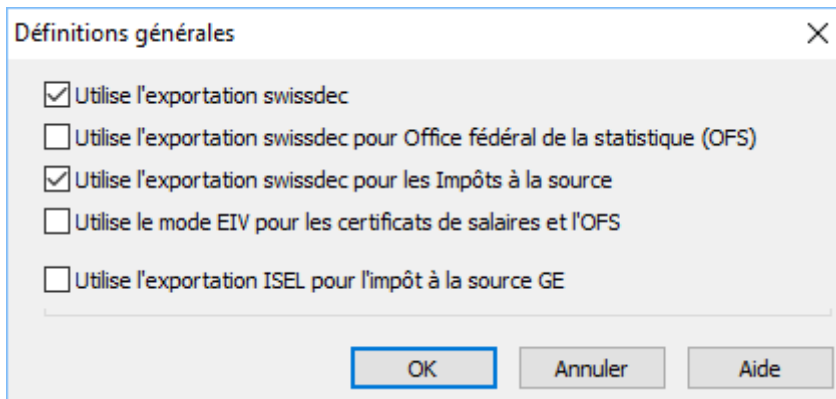 Définitions générales
Utilise l'exportation swissdec
Utilise l'exportation swissdec pour Office fédéral de la statistique (OFS)
Utilise l'exportation swissdec pour les Impôts à la source
Utilise le mode EIV pour les certificats de salaires et l'OFS
Utilise l'exportation ISEL pour l'impôt à la source GE
OK Annuler Aide